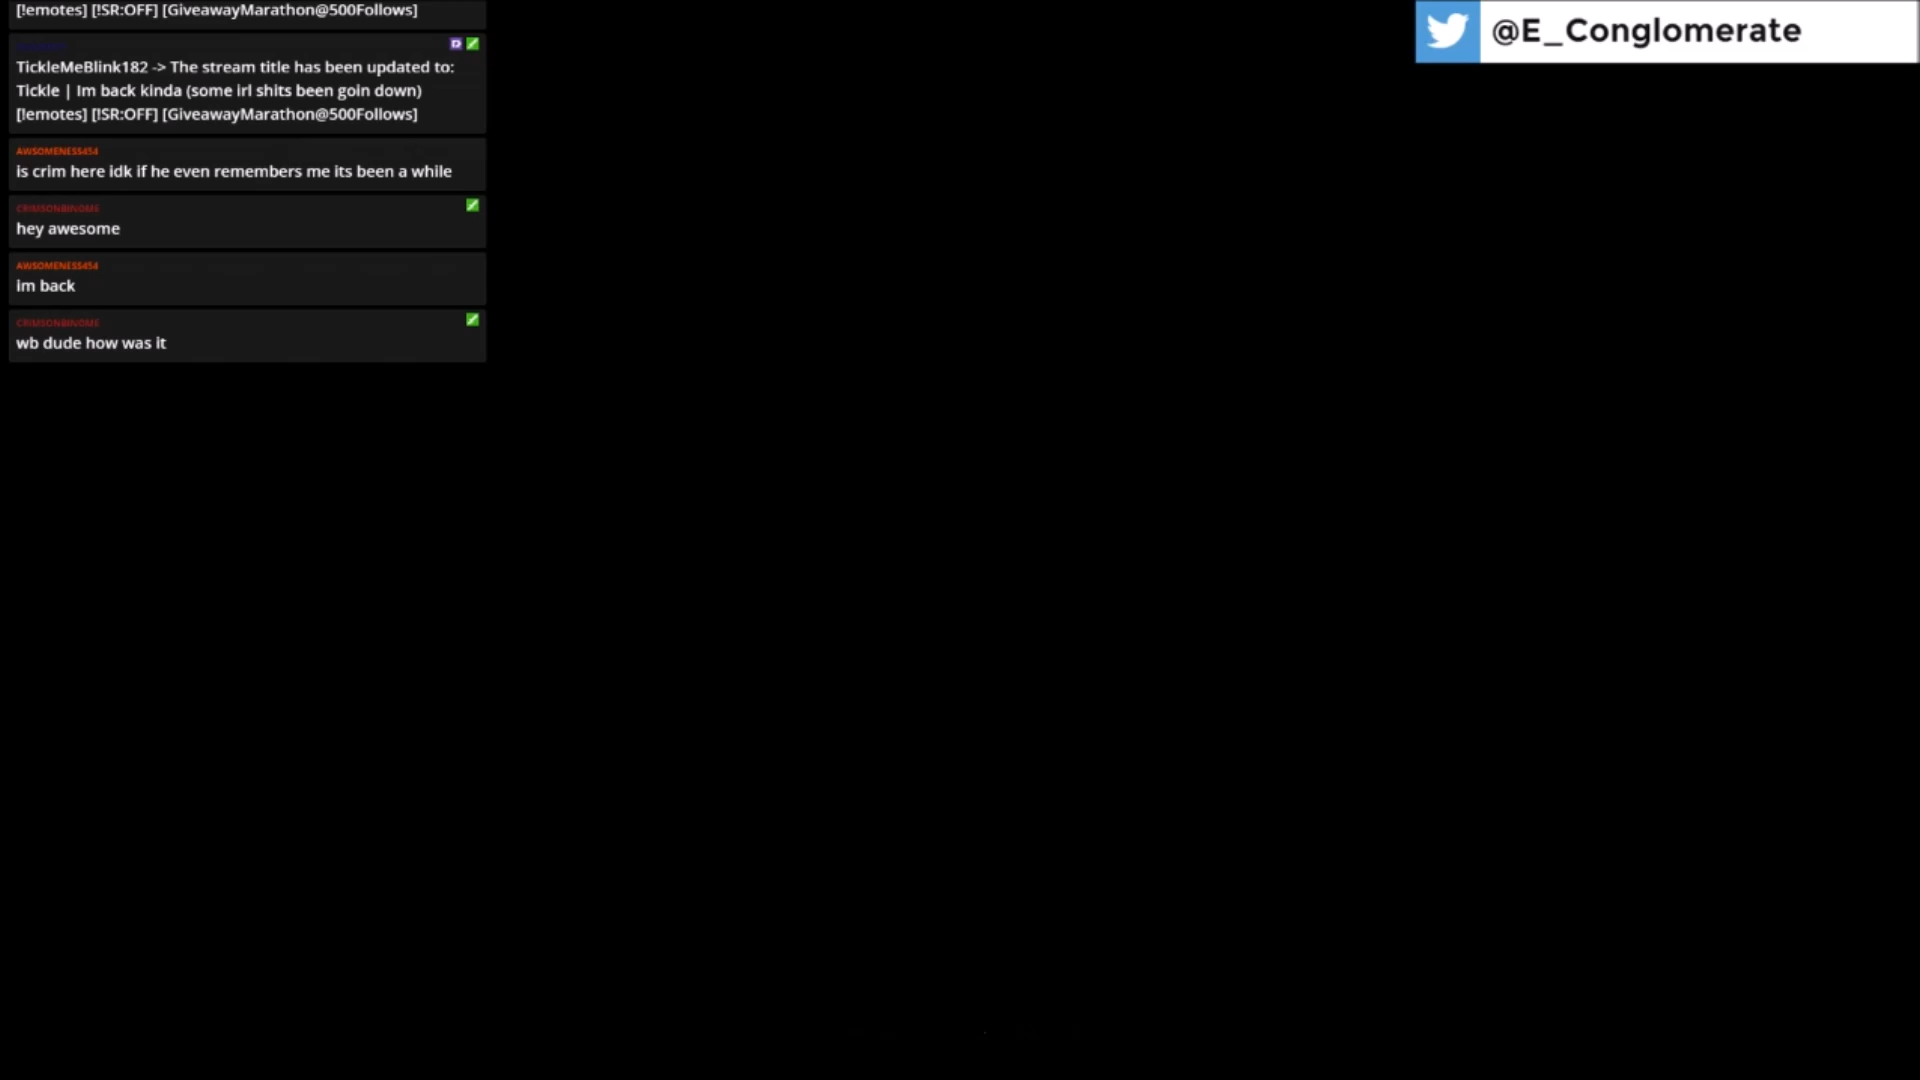 [!emotes] [!SR:OFF] [GiveawayMarathon@500Follows]
@E_Conglomerate
TickleMeBlink182 -> The stream title has been updated to:
Tickle | Im back kinda (some irl shits been goin down)
[!emotes] [!SR:OFF] [GiveawayMarathon@500Follows]
AWSOMENESS454
is crim here idk if he even remembers me its been a while
CRIMSONBINOME
hey awesome
AWSOMENESS454
im back
CRIMSONBINOME
wb dude how was it